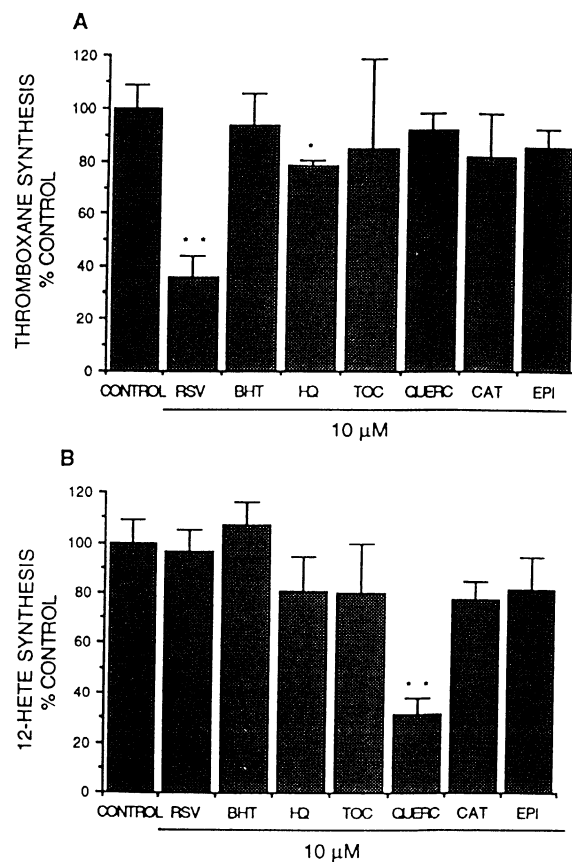 A
THROMBOXANE SYNTHESIS
% CONTROL
120
100
80
60
40
20
0
* *
*
CONTROL RSV BHT HQ TOC QUERC CAT EPI
10 µM
B
12-HETE SYNTHESIS
% CONTROL
120
100
80
60
40
20
0
* *
CONTROL RSV BHT HQ TOC QUERC CAT EPI
10 µM